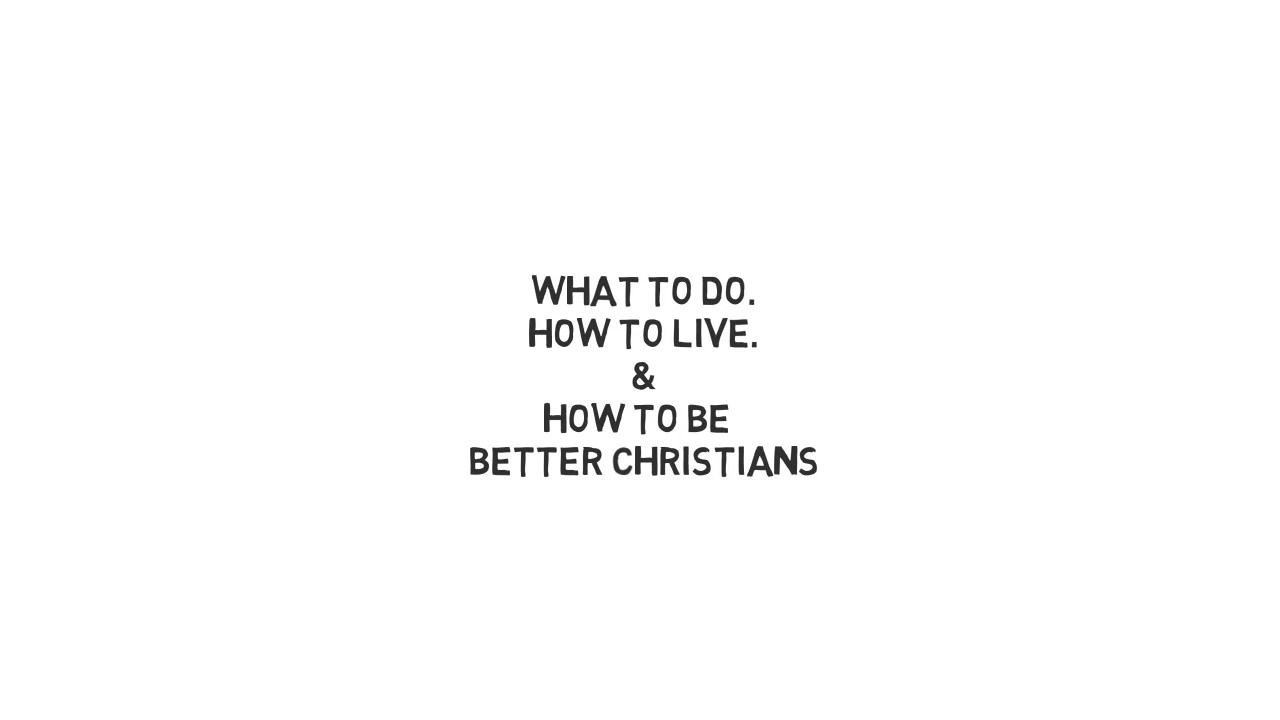 WHAT TO DO.
HOW TO LIVE.
&
HOW TO BE
BETTER CHRISTIANS